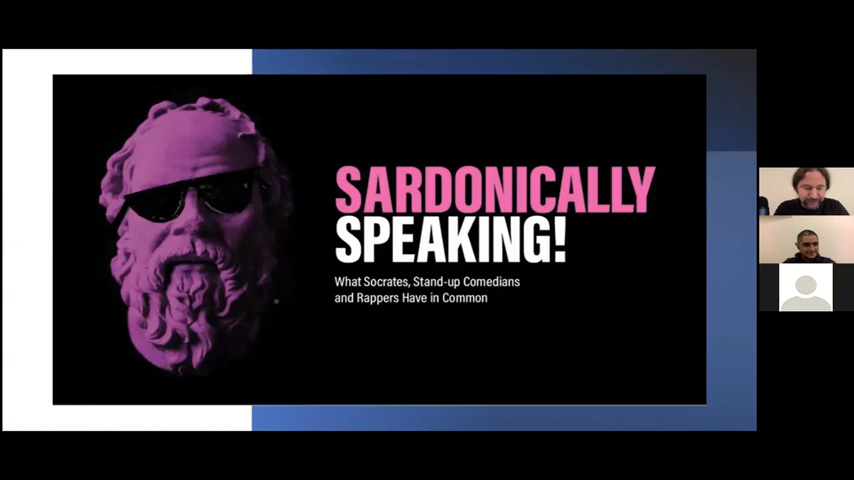 SARDONICALLY
SPEAKING!
What Socrates, Stand-up Comedians
and Rappers Have in Common